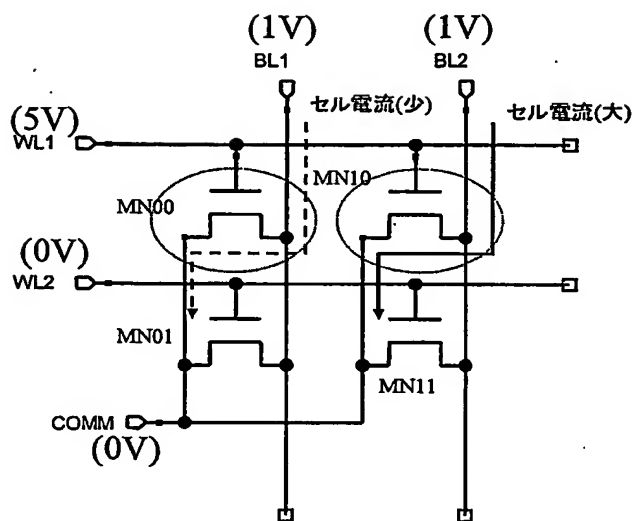 (1V) (1V)
BL1 BL2
セル電流(少) セル電流(大)
(5V)
WL1
MN10
MN00
(0V)
WL2
MN01
MN11
COMM
(0V)